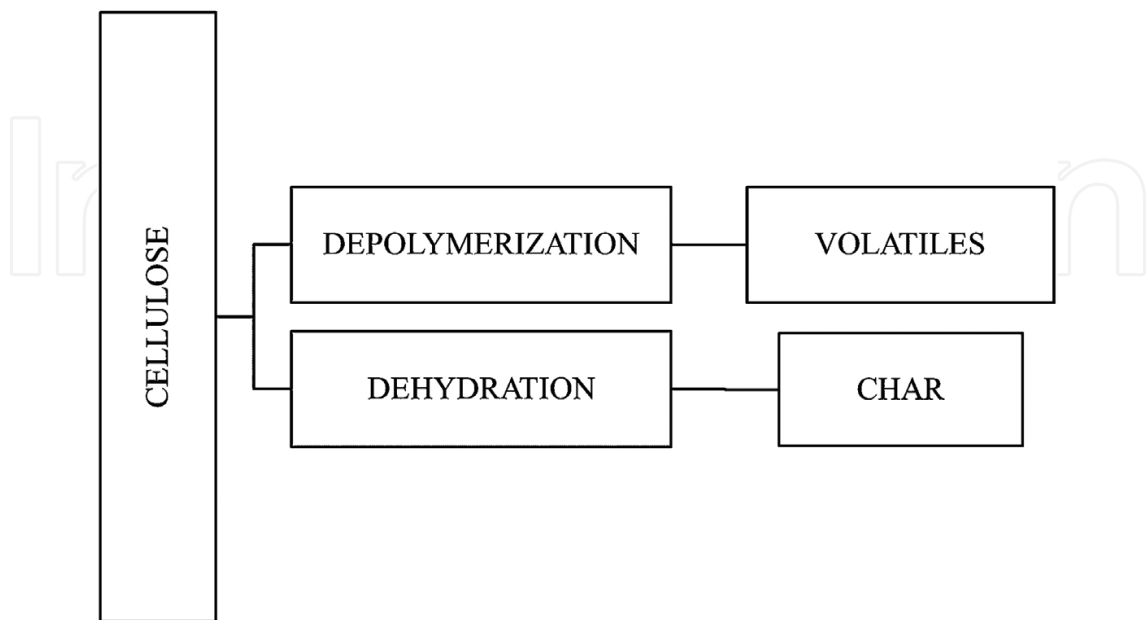 CELLULOSE
DEPOLYMERIZATION
VOLATILES
DEHYDRATION
CHAR